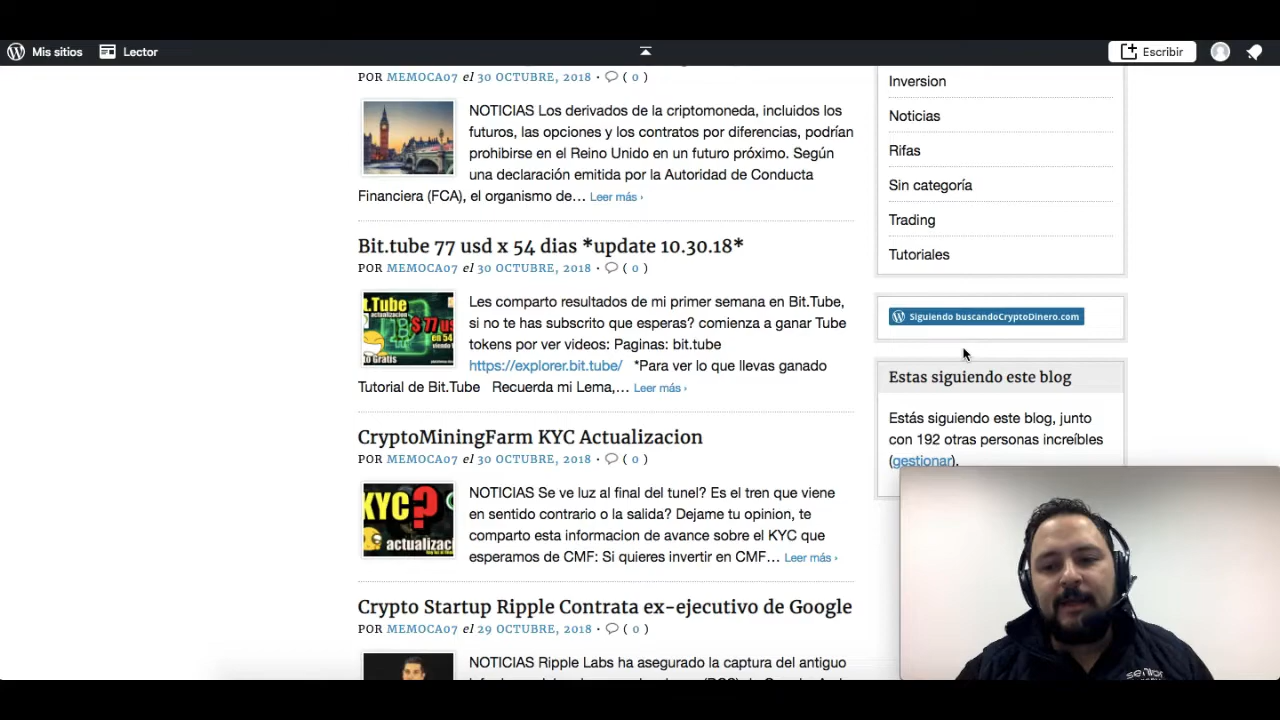 Mis sitios
Lector
Escribir
POR MEMOCA07 el 30 OCTUBRE, 2018 · ( 0 )
NOTICIAS Los derivados de la criptomoneda, incluidos los
futuros, las opciones y los contratos por diferencias, podrían
prohibirse en el Reino Unido en un futuro próximo. Según
una declaración emitida por la Autoridad de Conducta
Financiera (FCA), el organismo de… Leer más ›
Bit.tube 77 usd x 54 dias *update 10.30.18*
POR MEMOCA07 el 30 OCTUBRE, 2018 · ( 0 )
Les comparto resultados de mi primer semana en Bit.Tube,
si no te has subscrito que esperas? comienza a ganar Tube
tokens por ver videos: Paginas: bit.tube
https://explorer.bit.tube/ *Para ver lo que llevas ganado
Tutorial de Bit.Tube Recuerda mi Lema,… Leer más ›
t.Tube
actualizacion
$ 77 us
en 54
CryptoMiningFarm KYC Actualizacion
POR MEMOCA07 el 30 OCTUBRE, 2018 · ( 0 )
KYC?
actualizaci
NOTICIAS Se ve luz al final del tunel? Es el tren que viene
en sentido contrario o la salida? Dejame tu opinion, te
comparto esta informacion de avance sobre el KYC que
esperamos de CMF: Si quieres invertir en CMF… Leer más ›
Crypto Startup Ripple Contrata ex-ejecutivo de Google
POR MEMOCA07 el 29 OCTUBRE, 2018 · ( 0 )
NOTICIAS Ripple Labs ha asegurado la captura del antiguo
Inversion
Noticias
Rifas
Sin categoría
Trading
Tutoriales
Siguiendo buscandoCryptoDinero.com
Estas siguiendo este blog
Estás siguiendo este blog, junto
con 192 otras personas increíbles
(gestionar).